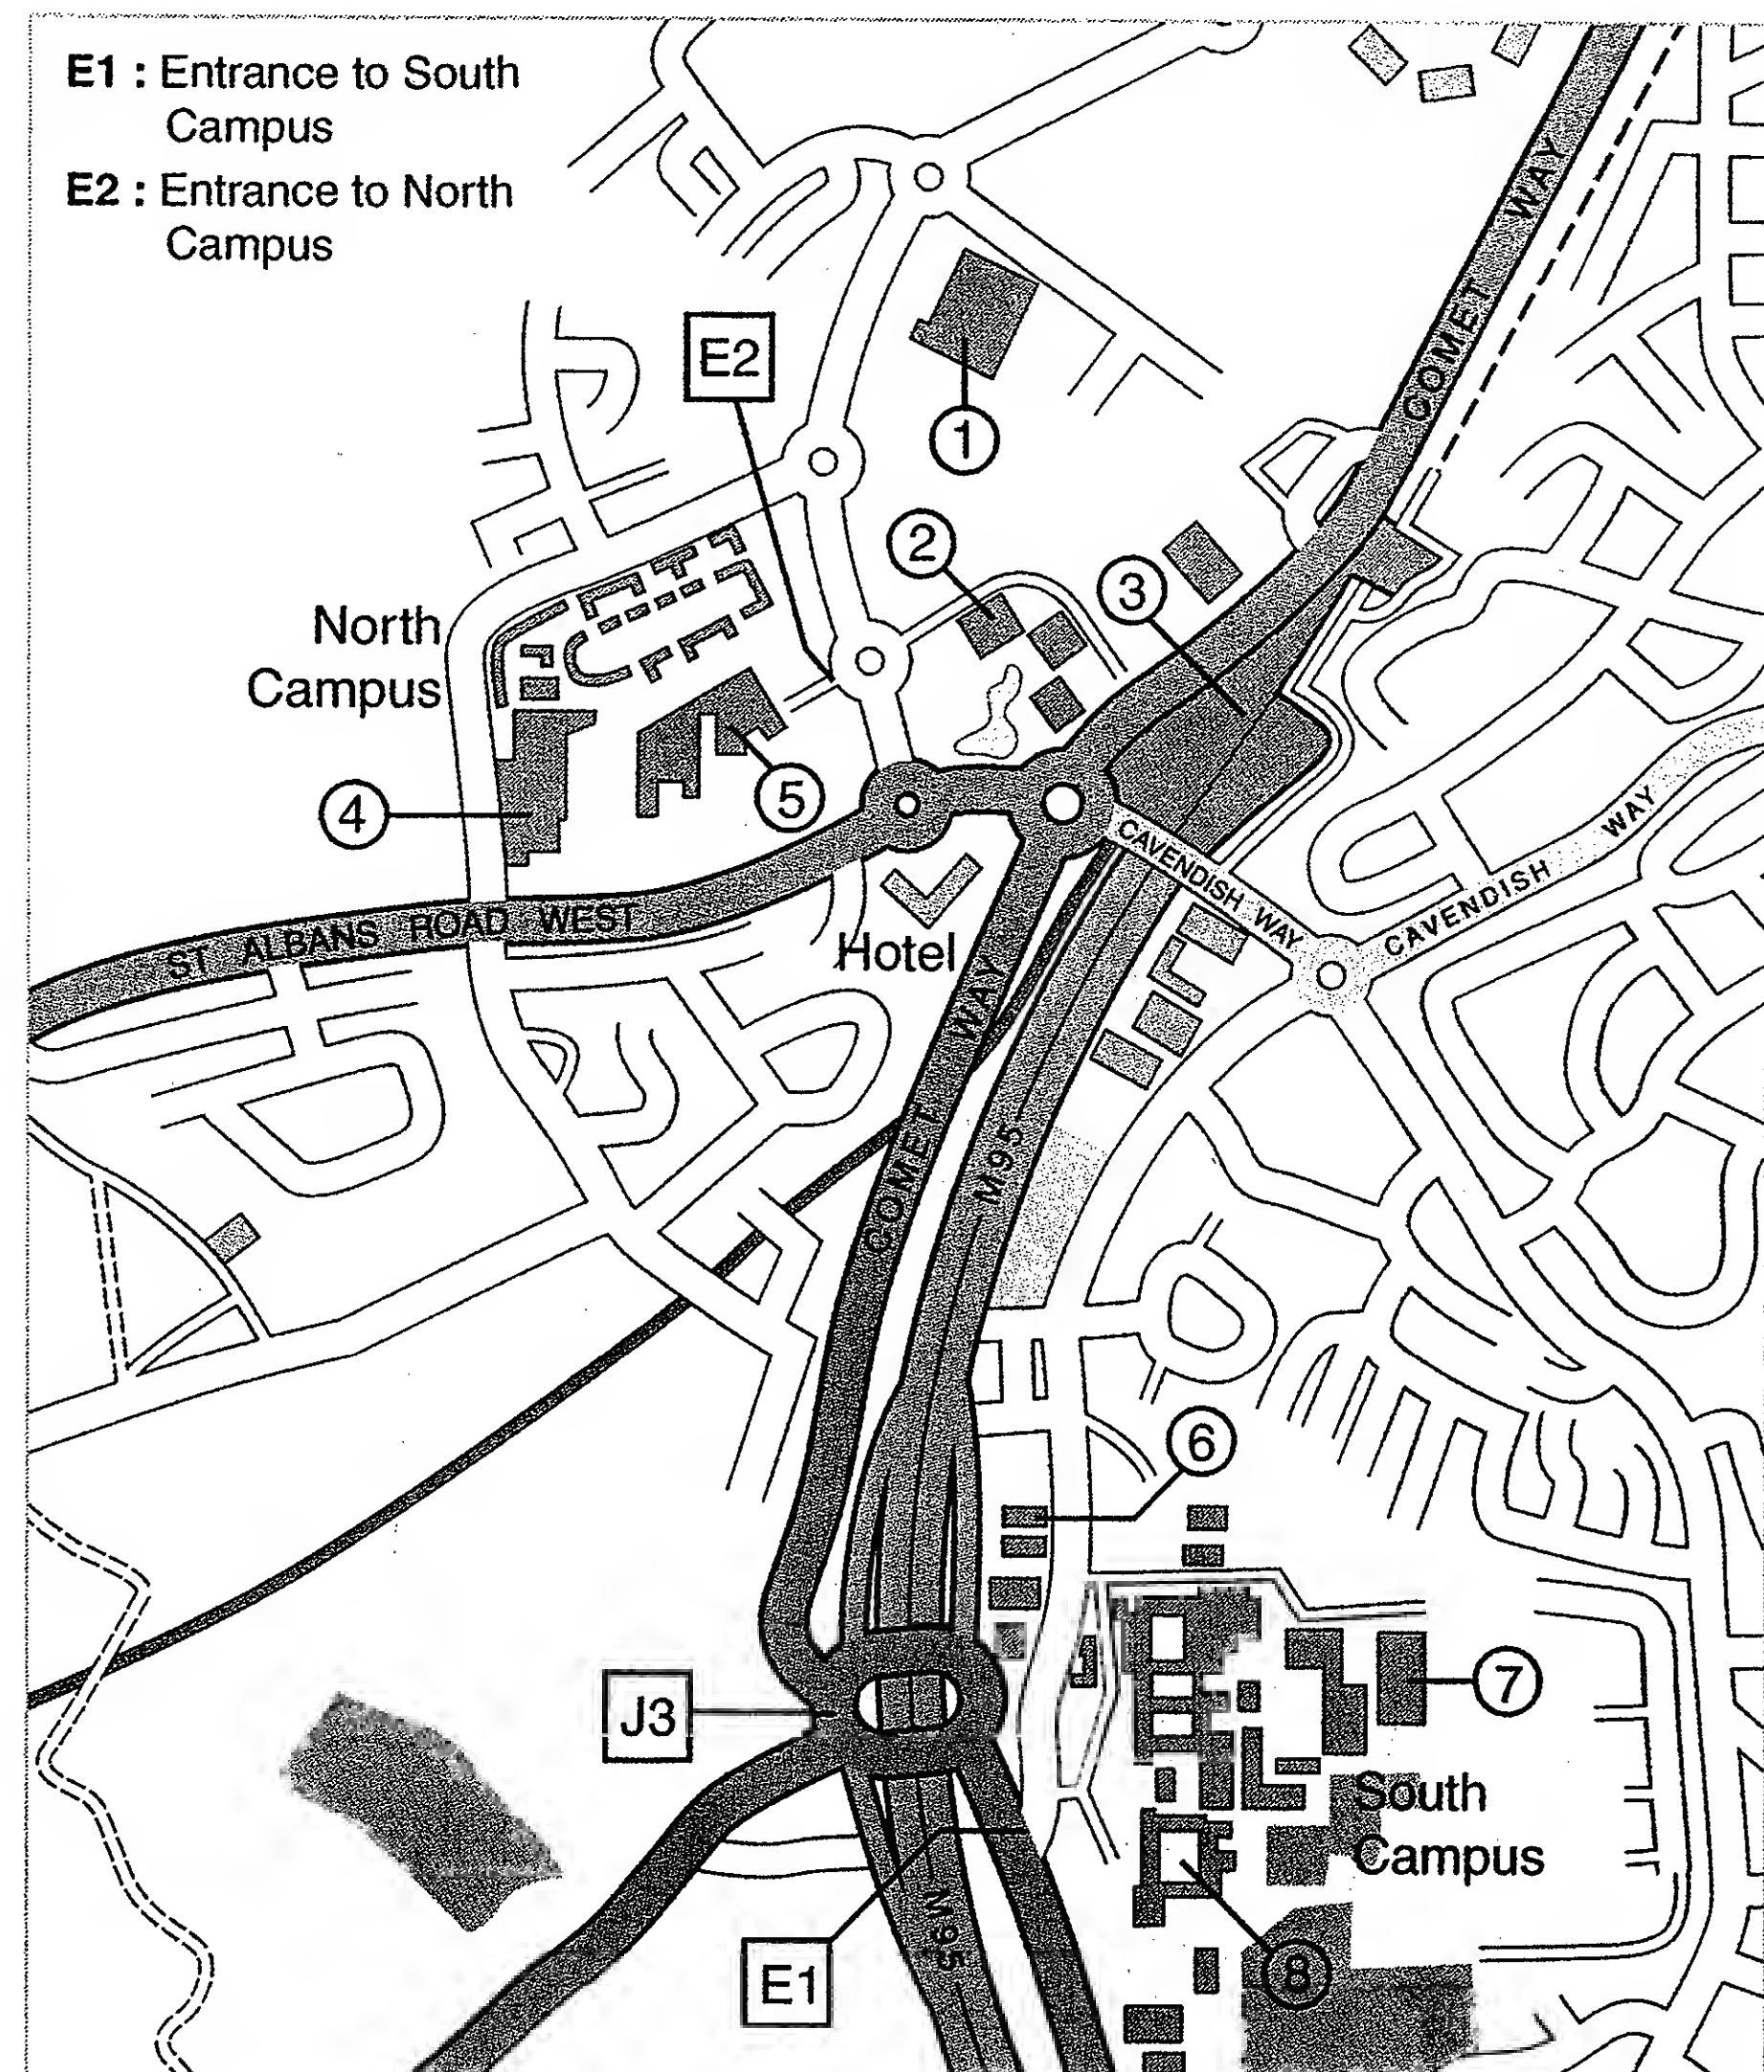 E1 : Entrance to South
Campus
E2 : Entrance to North
Campus
COMET WAY
E2
1
2
3
North
Campus
4
5
CAVENDISH WAY
CAVENDISH WAY
ST ALBANS ROAD WEST
Hotel
COMET WAY
M95
6
J3
7
South
Campus
M95
E1
8